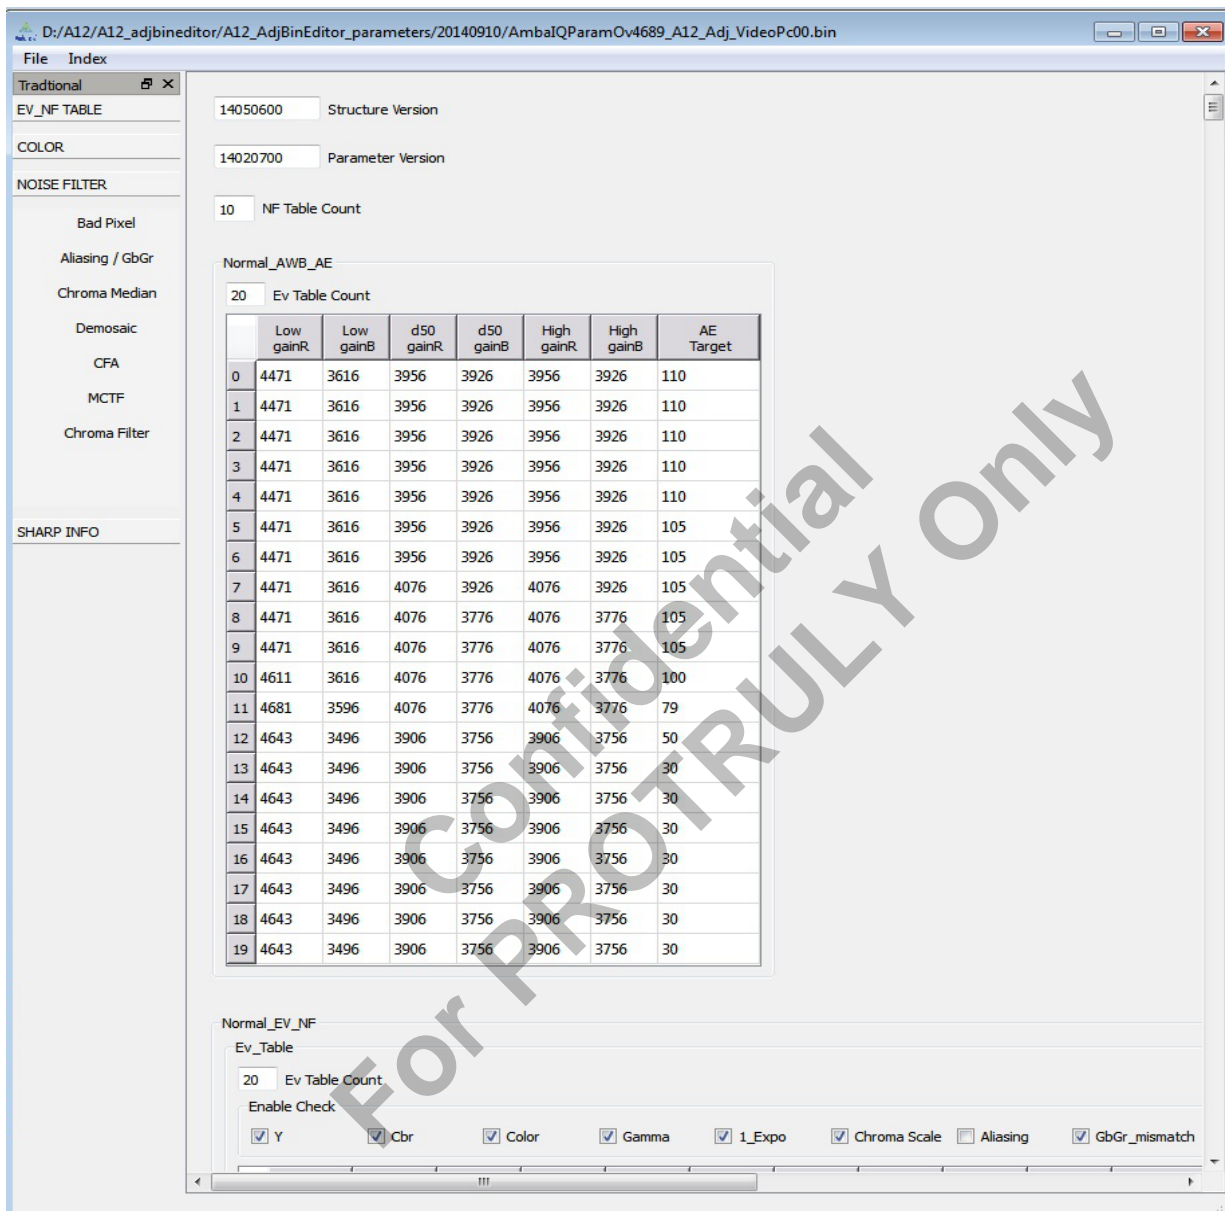 D:/A12/A12_adjbineditor/A12_AdjBinEditor_parameters/20140910/AmbaIQParamOv4689_A12_Adj_VideoPc00.bin
File Index
Tradtional
EV_NF TABLE
COLOR
NOISE FILTER
Bad Pixel
Aliasing / GbGr
Chroma Median
Demosaic
CFA
MCTF
Chroma Filter
SHARP INFO
14050600 Structure Version
14020700 Parameter Version
10 NF Table Count
Normal_AWB_AE
20 Ev Table Count
Low gainR Low gainB d50 gainR d50 gainB High gainR High gainB AE Target
0 4471 3616 3956 3926 3956 3926 110
1 4471 3616 3956 3926 3956 3926 110
2 4471 3616 3956 3926 3956 3926 110
3 4471 3616 3956 3926 3956 3926 110
4 4471 3616 3956 3926 3956 3926 110
5 4471 3616 3956 3926 3956 3926 105
6 4471 3616 3956 3926 3956 3926 105
7 4471 3616 4076 3926 4076 3926 105
8 4471 3616 4076 3776 4076 3776 105
9 4471 3616 4076 3776 4076 3776 105
10 4611 3616 4076 3776 4076 3776 100
11 4681 3596 4076 3776 4076 3776 79
12 4643 3496 3906 3756 3906 3756 50
13 4643 3496 3906 3756 3906 3756 30
14 4643 3496 3906 3756 3906 3756 30
15 4643 3496 3906 3756 3906 3756 30
16 4643 3496 3906 3756 3906 3756 30
17 4643 3496 3906 3756 3906 3756 30
18 4643 3496 3906 3756 3906 3756 30
19 4643 3496 3906 3756 3906 3756 30
Normal_EV_NF
Ev_Table
20 Ev Table Count
Enable Check
Y Cbr Color Gamma 1_Expo Chroma Scale Aliasing GbGr_mismatch
Confidential
For PROTRULY Only